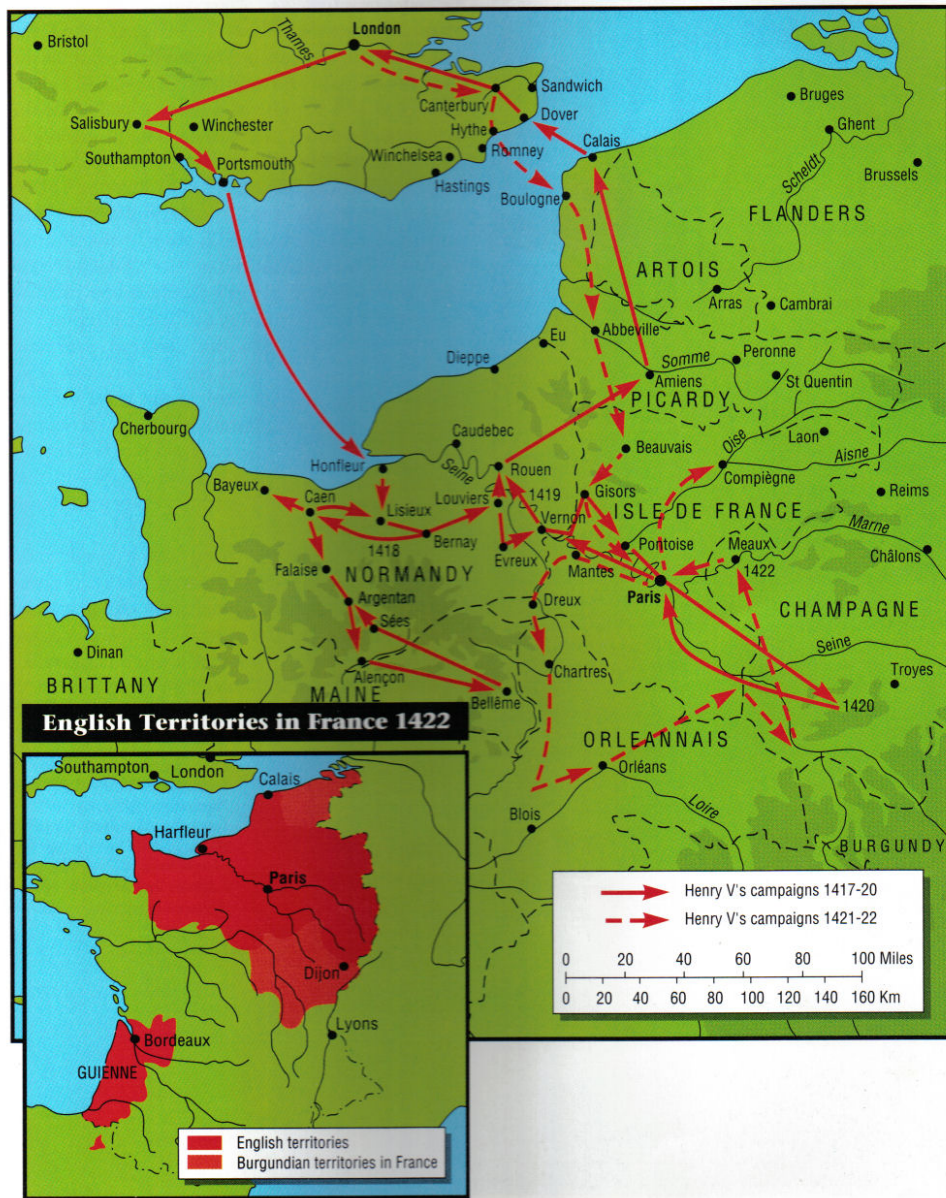 Bristol
Thames
London
Sandwich
Canterbury
Dover
Bruges
Ghent
Salisbury
Winchester
Hythe
Calais
Scheldt
Brussels
Southampton
Portsmouth
Winchelsea
Romney
Hastings
Boulogne
FLANDERS
ARTOIS
Arras
Cambrai
Abbeville
Eu
Somme
Peronne
Dieppe
Amiens
St Quentin
PICARDY
Cherbourg
Caudebec
Seine
Beauvais
Oise
Laon
Aisne
Honfleur
Rouen
Compiègne
Bayeux
Caen
Lisieux
Louviers
1419
Gisors
Reims
Vernon
ISLE DE FRANCE
Marne
1418
Bernay
Evreux
Pontoise
Meaux
1422
Châlons
Falaise
NORMANDY
Mantes
Paris
Argentan
Dreux
CHAMPAGNE
Sées
Dinan
Alençon
Chartres
Seine
Troyes
BRITTANY
MAINE
Bellême
1420
English Territories in France 1422
ORLEANNAIS
Orléans
Loire
Blois
BURGUNDY
Southampton
London
Calais
Harfleur
Paris
Dijon
Lyons
Bordeaux
GUIENNE
English territories
Burgundian territories in France
Henry V's campaigns 1417-20
Henry V's campaigns 1421-22
0 20 40 60 80 100 Miles
0 20 40 60 80 100 120 140 160 Km